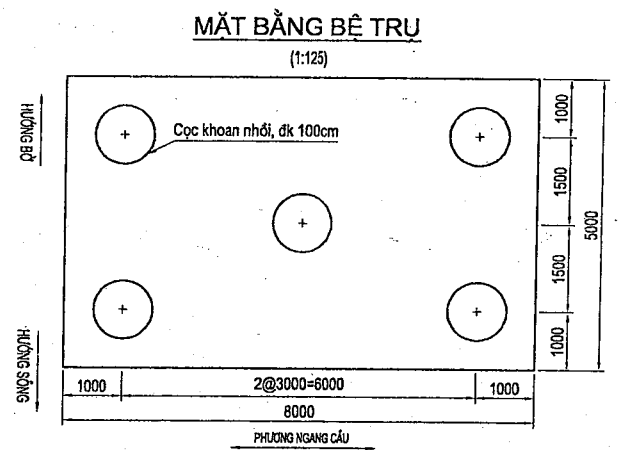 MẶT BẰNG BỆ TRỤ
(1:125)
HƯỚNG BỜ
Cọc khoan nhồi, đk 100cm
1000
1500
5000
1500
1000
HƯỚNG SÔNG
1000
2@3000=6000
1000
8000
PHƯƠNG NGANG CẦU